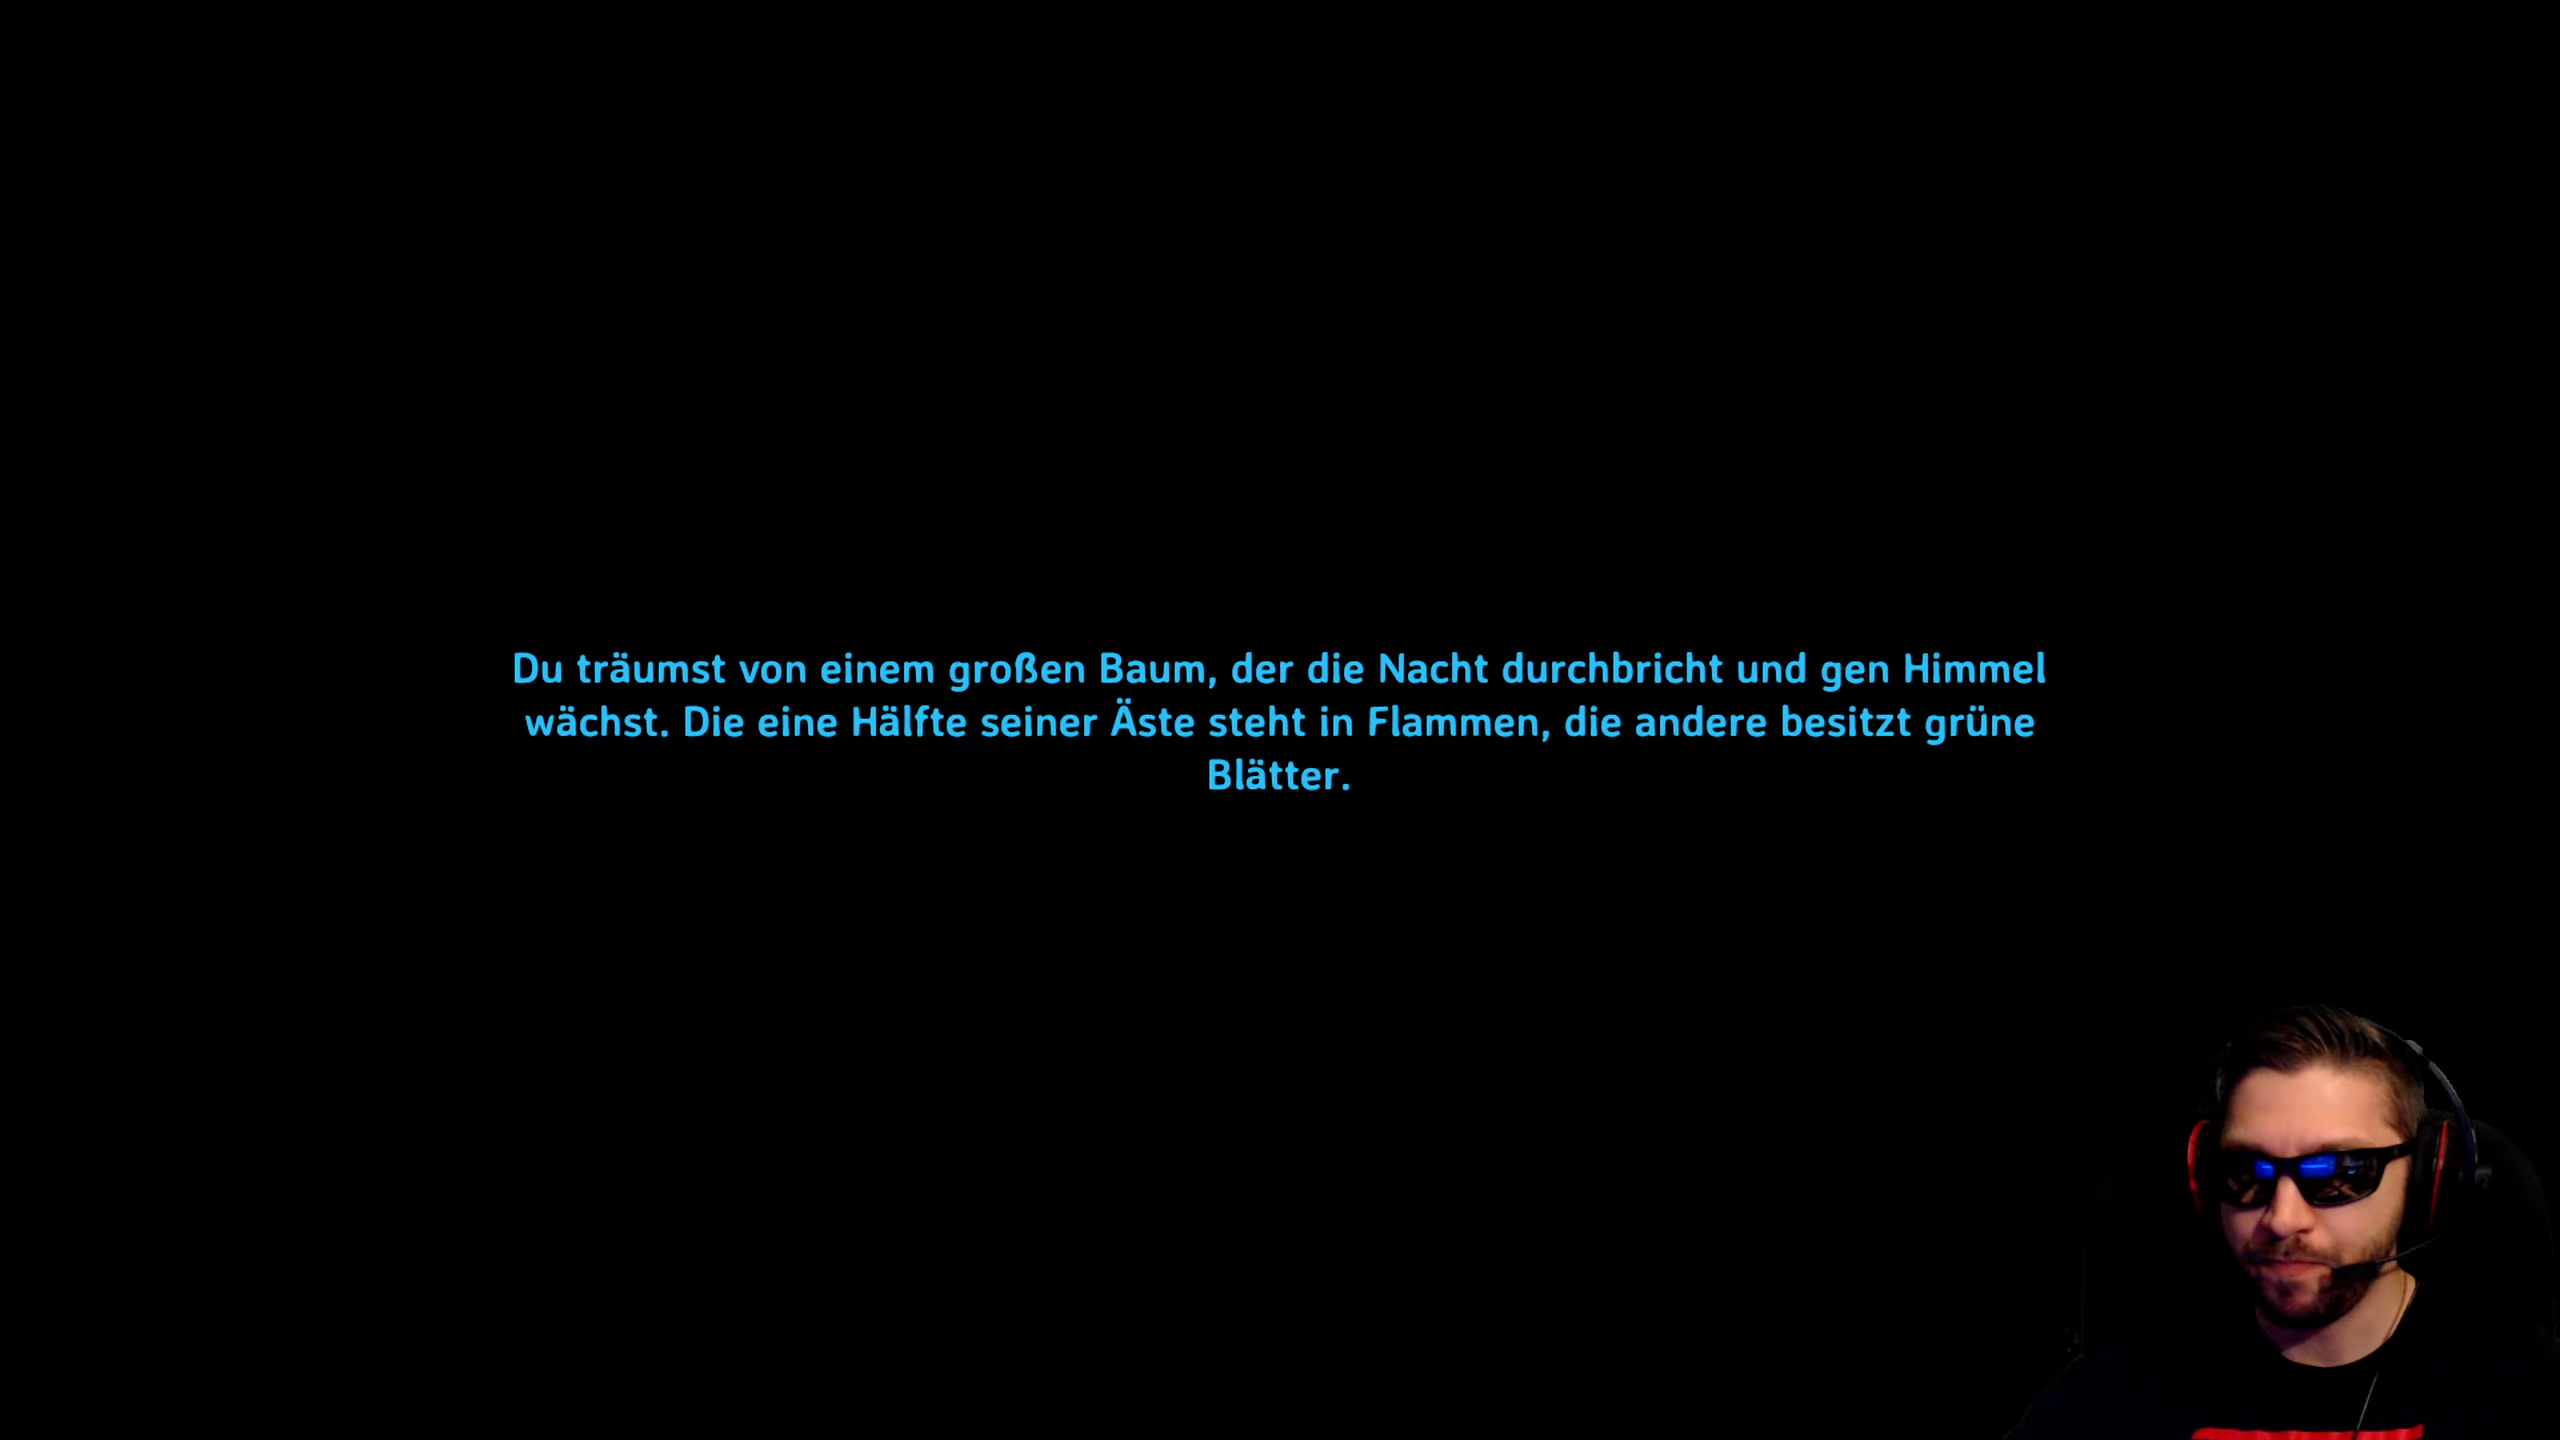 Du träumst von einem großen Baum, der die Nacht durchbricht und gen Himmel
wächst. Die eine Hälfte seiner Äste steht in Flammen, die andere besitzt grüne
Blätter.